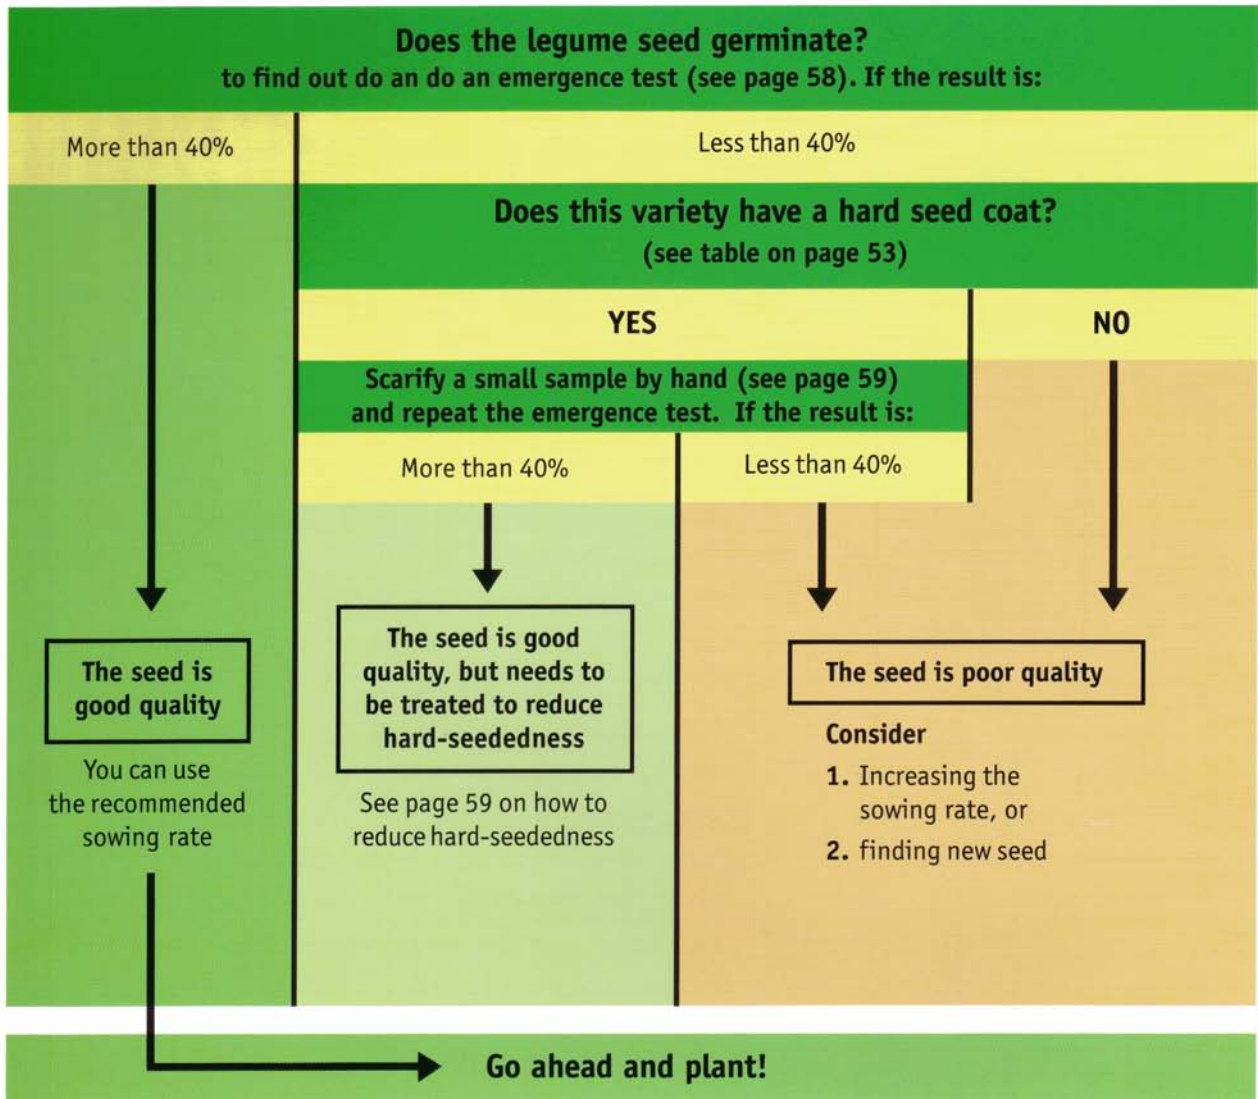 Does the legume seed germinate?
to find out do an do an emergence test (see page 58). If the result is:
More than 40%
Less than 40%
Does this variety have a hard seed coat?
(see table on page 53)
YES
NO
Scarify a small sample by hand (see page 59)
and repeat the emergence test. If the result is:
More than 40%
Less than 40%
The seed is
good quality
You can use
the recommended
sowing rate
The seed is good
quality, but needs to
be treated to reduce
hard-seededness
See page 59 on how to
reduce hard-seededness
The seed is poor quality
Consider
1. Increasing the
sowing rate, or
2. finding new seed
Go ahead and plant!